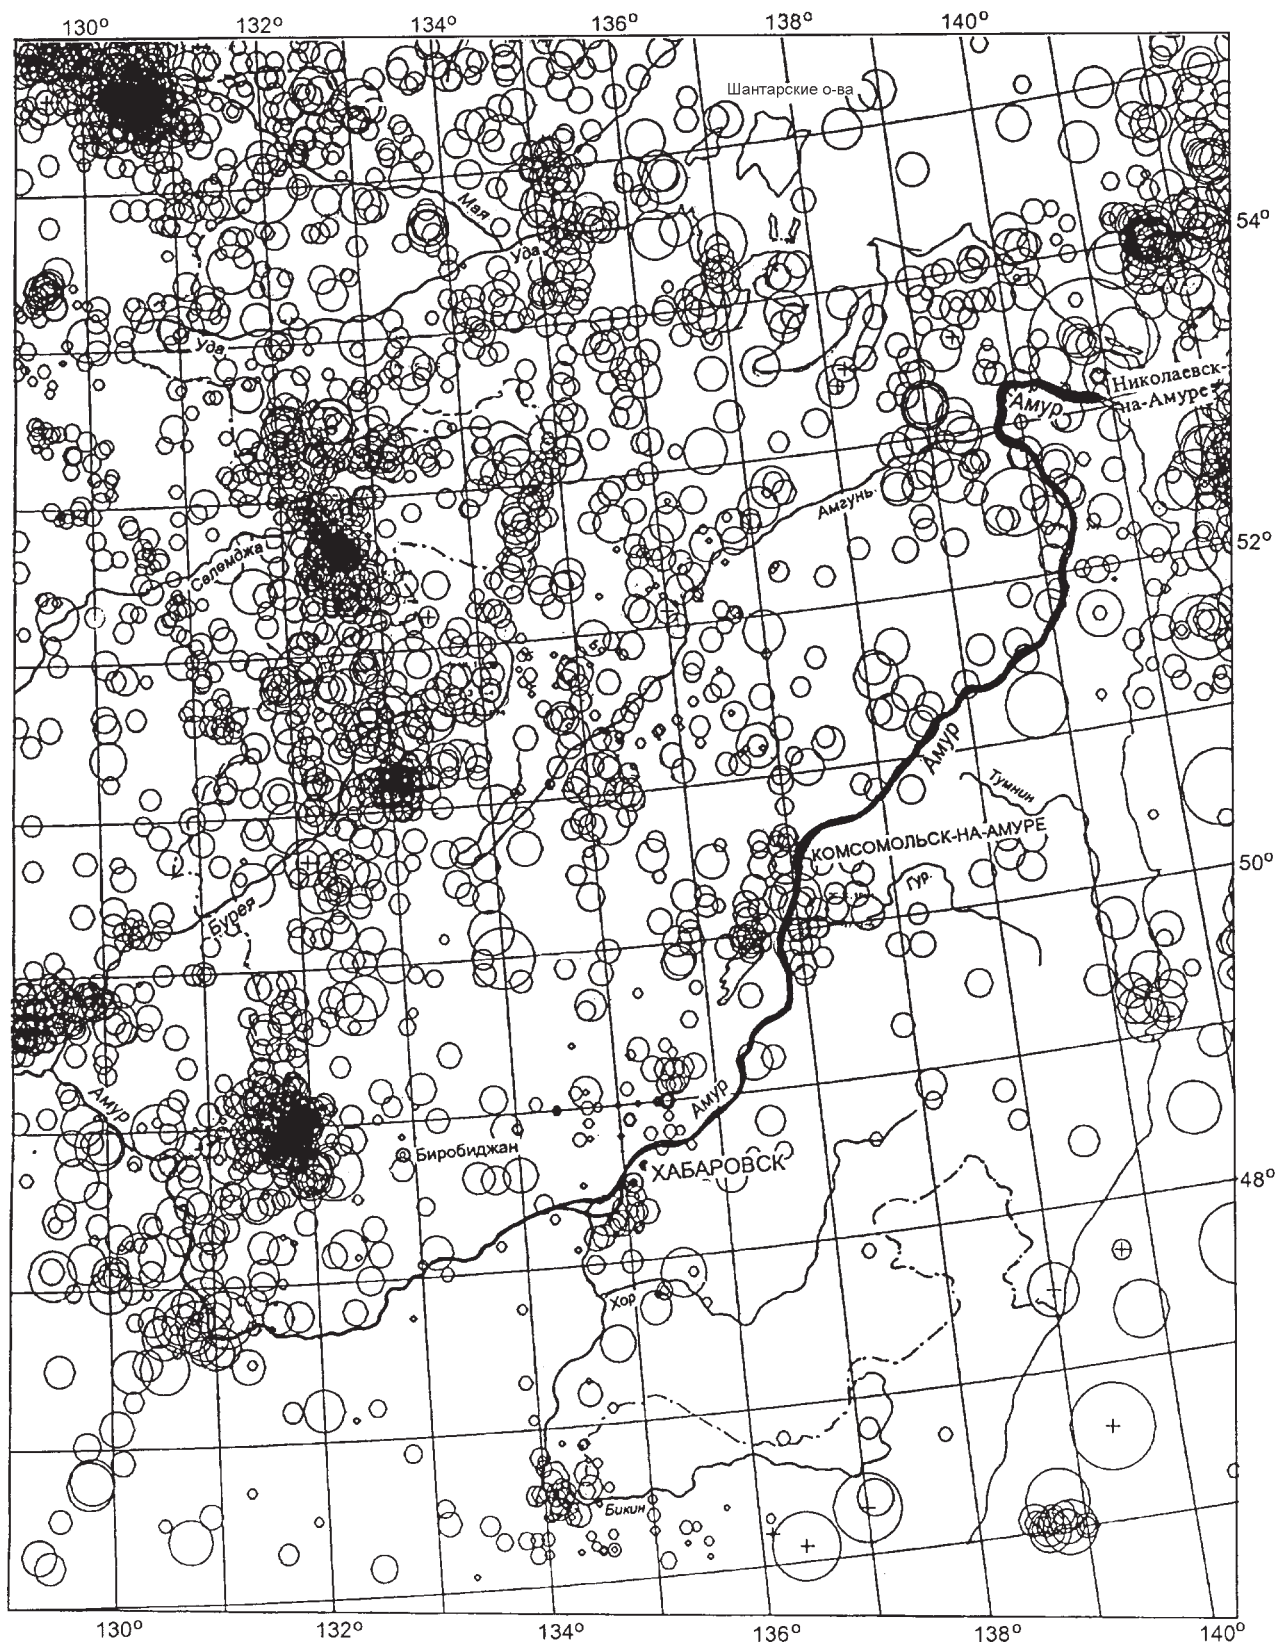 130° 132° 134° 136° 138° 140°
Шантарские о-ва
Мая
54°
Уда
Уда
Николаевск-
на-Амуре
Амур
Амгунь
52°
Селемджа
Амур
Тумнин
КОМСОМОЛЬСК-НА-АМУРЕ
50°
Гур.
Бурея
Амур
Амур
Биробиджан
ХАБАРОВСК
48°
Хор
Бикин
130° 132° 134° 136° 138° 140°